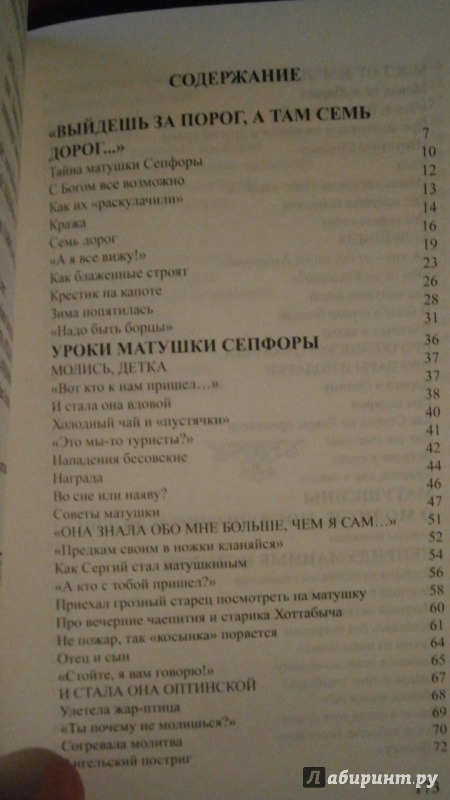 СОДЕРЖАНИЕ
«ВЫЙДЕШЬ ЗА ПОРОГ, А ТАМ СЕМЬ
ДОРОГ...» 7
Тайна матушки Сепфоры 10
С Богом все возможно 12
Как их «раскулачили» 13
Кража 14
Семь дорог 16
«А я все вижу!» 19
Как блаженные строят 23
Крестик на капоте 26
Зима попятилась 28
«Надо быть борцы» 31
УРОКИ МАТУШКИ СЕПФОРЫ 36
МОЛИСЬ, ДЕТКА 37
«Вот кто к нам пришел...» 37
И стала она вдовой 38
Холодный чай и «пустячки» 40
«Это мы-то туристы?» 41
Нападения бесовские 42
Награда 44
Во сне или наяву? 46
Советы матушки 47
«ОНА ЗНАЛА ОБО МНЕ БОЛЬШЕ, ЧЕМ Я САМ...» 51
«Предкам своим в ножки кланяйся» 52
Как Сергий стал матушкиным 54
«А кто с тобой пришел?» 56
Приехал грозный старец посмотреть на матушку 58
Про вечерние чаепития и старика Хоттабыча 60
Не пожар, так «косынка» порвется 61
Отец и сын 64
«Стойте, я вам говорю!» 65
И СТАЛА ОНА ОПТИНСКОЙ 67
Улетела жар-птица 68
«Ты почему не молишься?» 69
Согревала молитва 70
Ангельский постриг 72
Лабиринт.ру